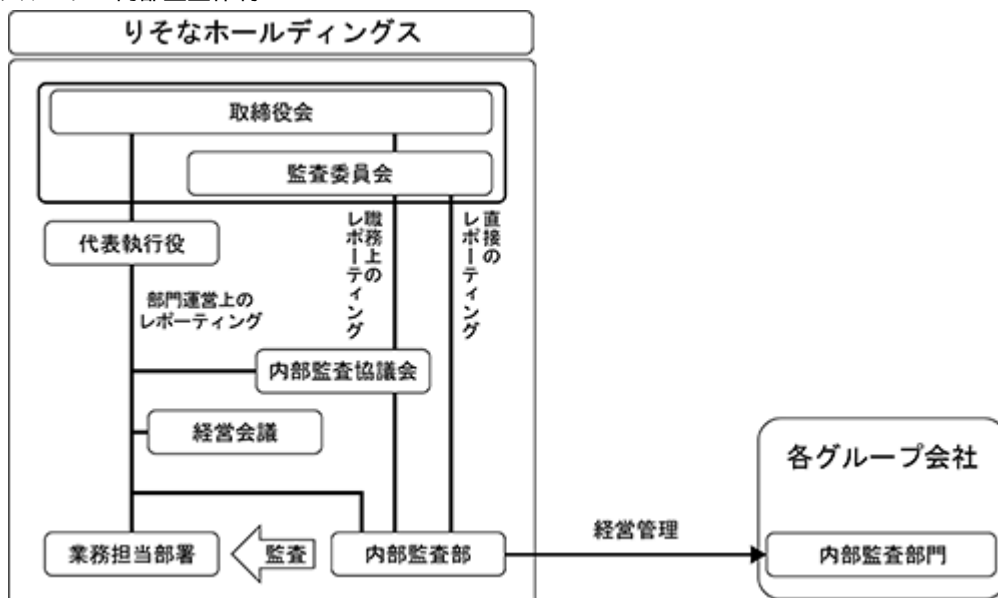 りそなホールディングス
取締役会
監査委員会
代表執行役
職務上の
レポーティング
直接の
レポーティング
部門運営上の
レポーティング
内部監査協議会
経営会議
各グループ会社
業務担当部署
監査
内部監査部
経営管理
内部監査部門